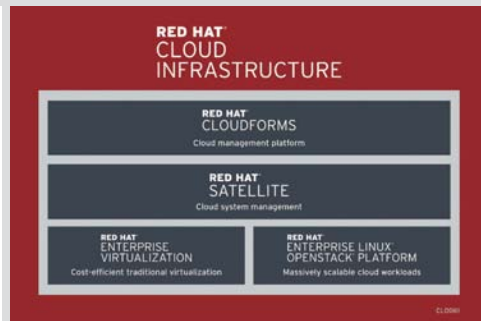 RED HAT
CLOUD
INFRASTRUCTURE
RED HAT
CLOUDFORMS
Cloud management platform
RED HAT
SATELLITE
Cloud system management
RED HAT
ENTERPRISE
VIRTUALIZATION
Cost-efficient traditional virtualization
RED HAT
ENTERPRISE LINUX
OPENSTACK PLATFORM
Massively scalable cloud workloads